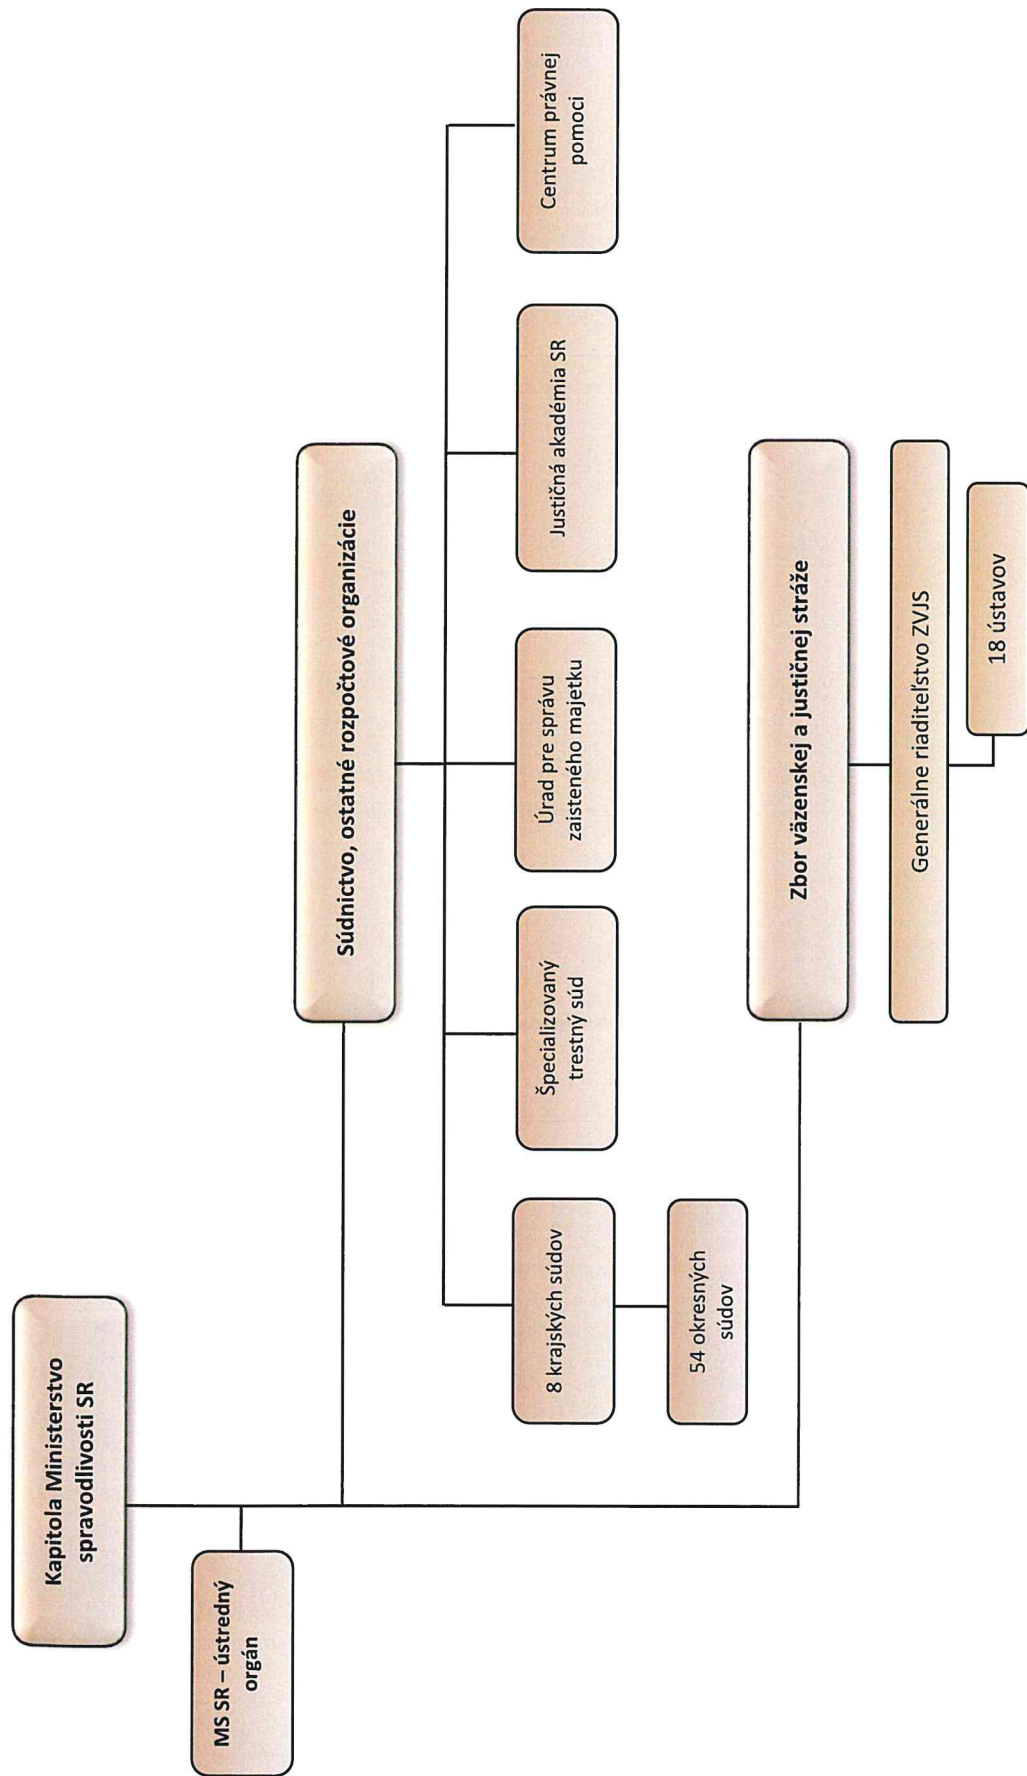 Kapitola Ministerstvo
spravodlivosti SR
MS SR – ústredný
orgán
Súdnictvo, ostatné rozpočtové organizácie
8 krajských súdov
54 okresných
súdov
Špecializovaný
trestný súd
Úrad pre správu
zaisteného majetku
Justičná akadémia SR
Centrum právnej
pomoci
Zbor väzenskej a justičnej stráže
Generálne riaditeľstvo ZVJS
18 ústavov